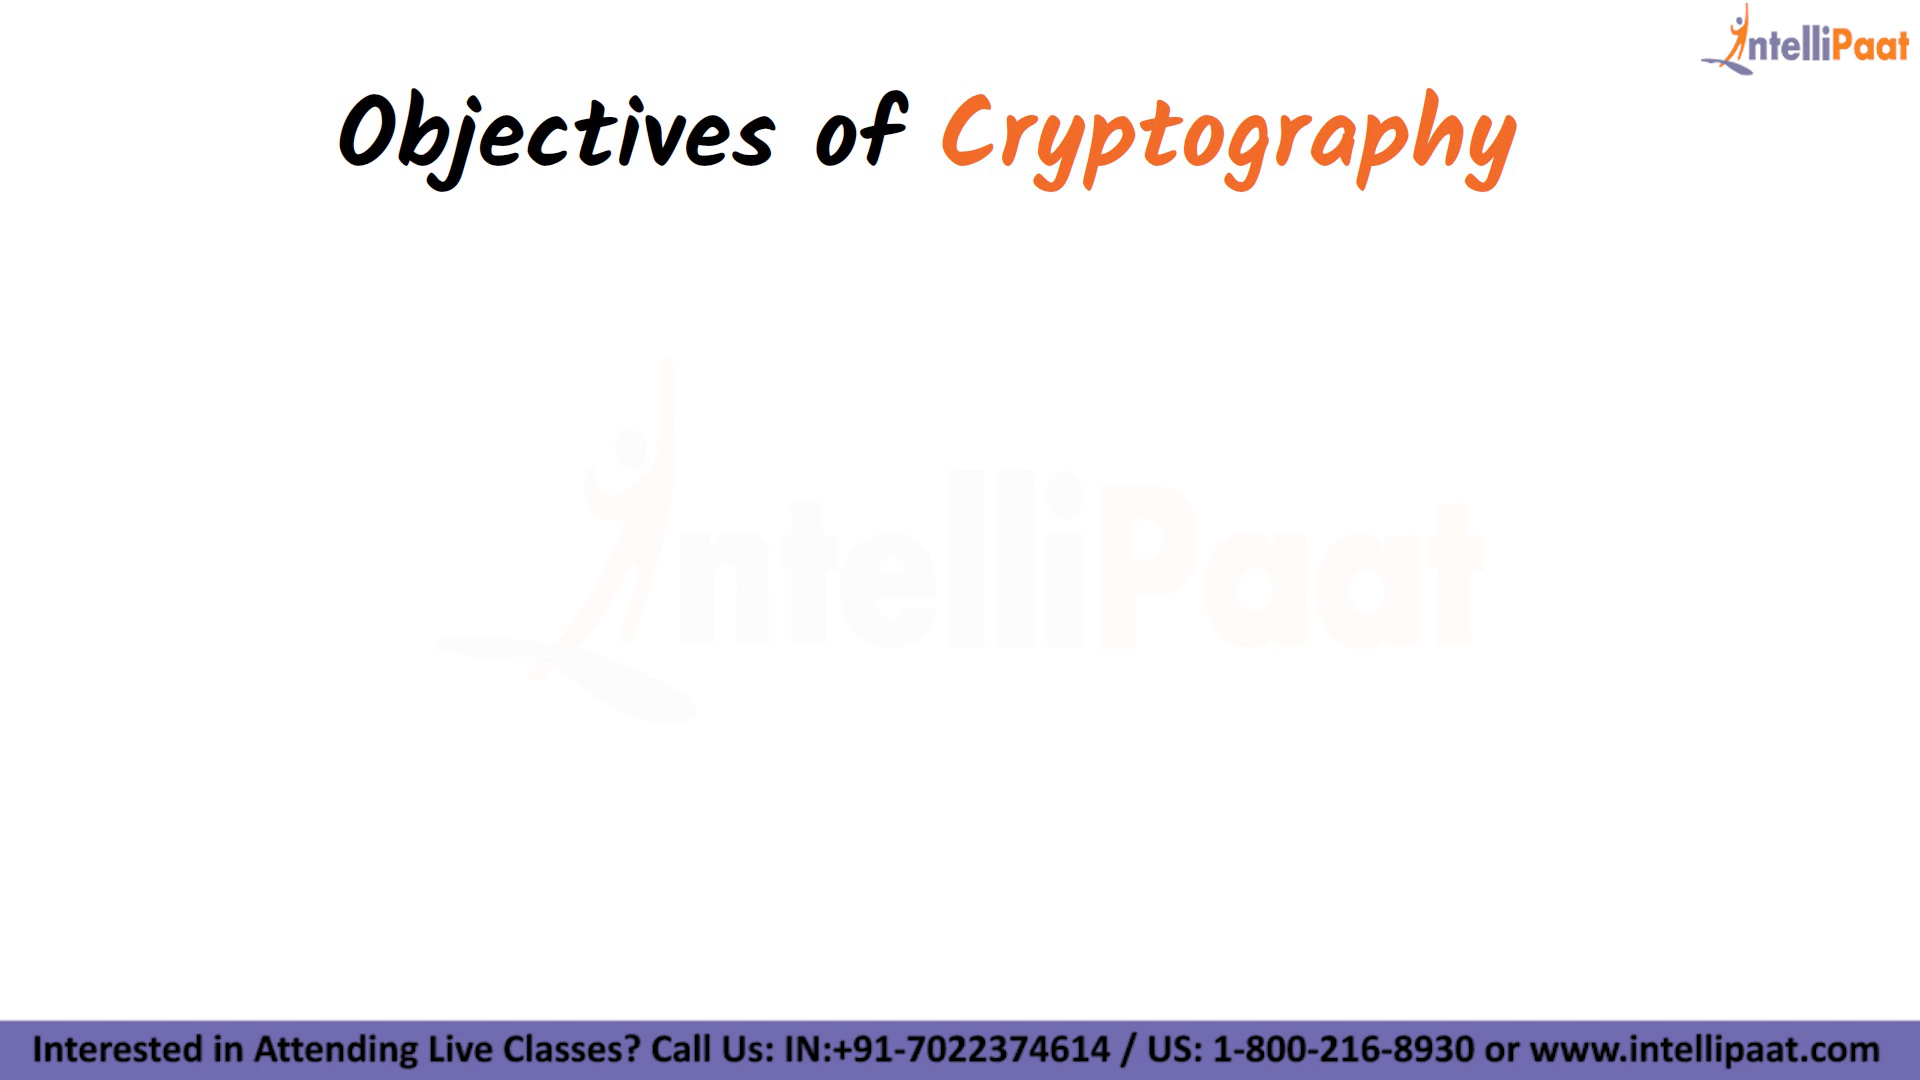 IntelliPaat
Objectives of Cryptography
IntelliPaat
Interested in Attending Live Classes? Call Us: IN:+91-7022374614 / US: 1-800-216-8930 or www.intellipaat.com